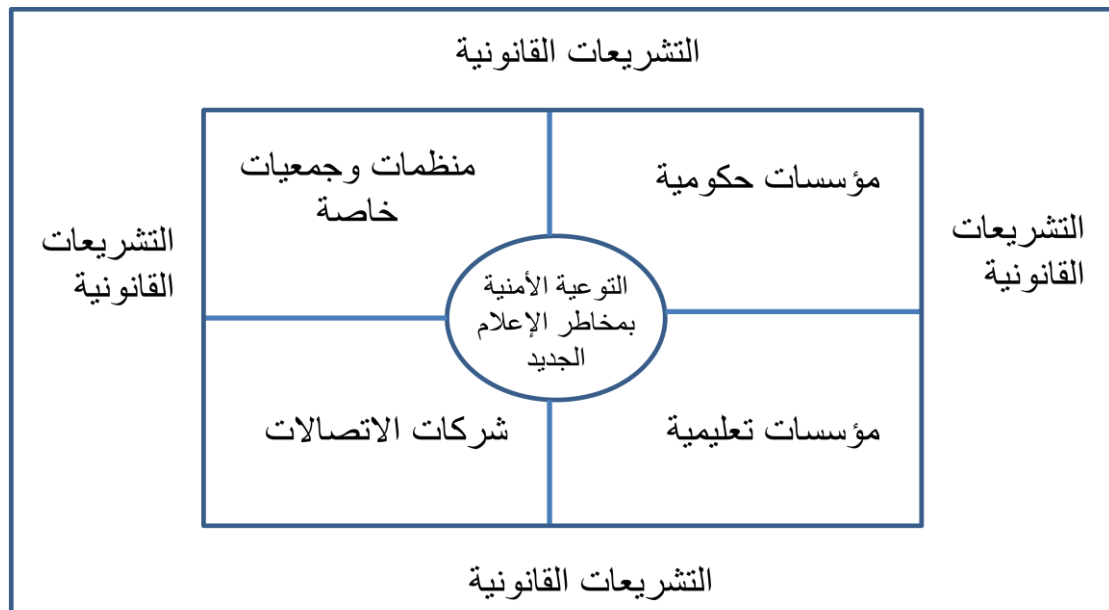 التشريعات القانونية
مؤسسات حكومية
منظمات وجمعيات
خاصة
التشريعات
القانونية
التشريعات
القانونية
التوعية الأمنية
بمخاطر الإعلام
الجديد
مؤسسات تعليمية
شركات الاتصالات
التشريعات القانونية